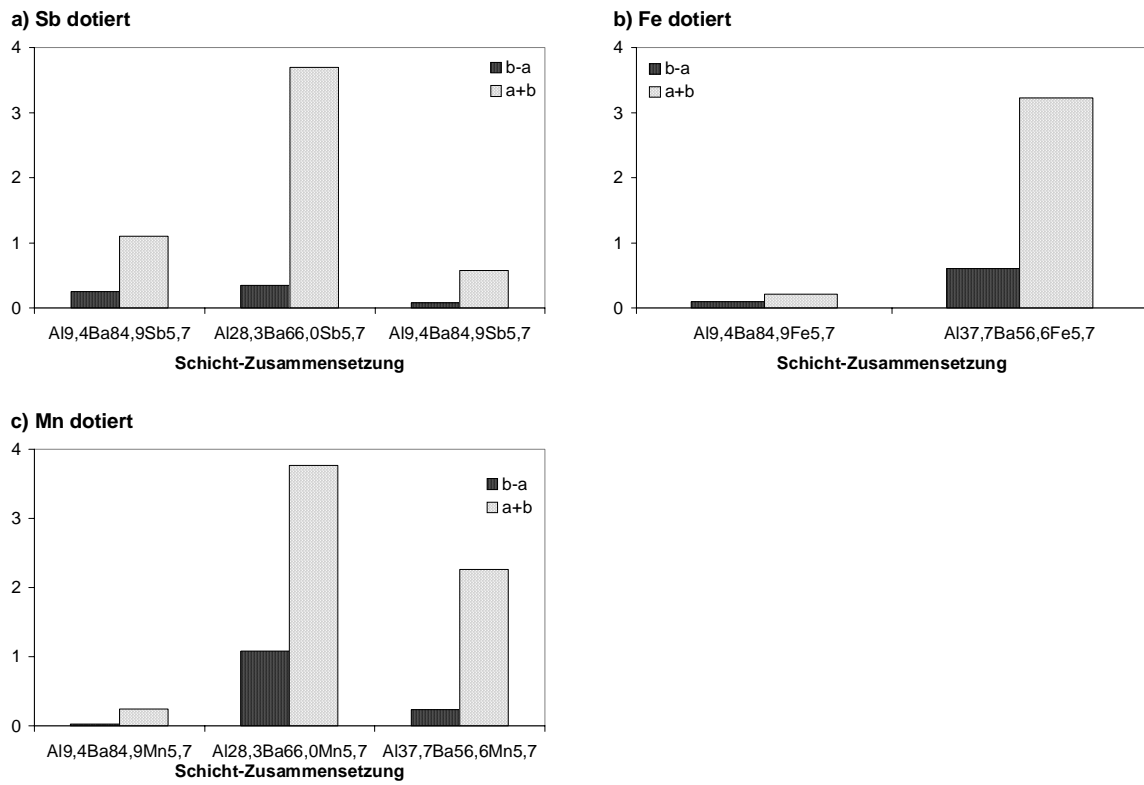 a) Sb dotiert
4
3
2
1
0
b-a
a+b
Al9,4Ba84,9Sb5,7 Al28,3Ba66,0Sb5,7 Al9,4Ba84,9Sb5,7
Schicht-Zusammensetzung
b) Fe dotiert
4
3
2
1
0
b-a
a+b
Al9,4Ba84,9Fe5,7 Al37,7Ba56,6Fe5,7
Schicht-Zusammensetzung
c) Mn dotiert
4
3
2
1
0
b-a
a+b
Al9,4Ba84,9Mn5,7 Al28,3Ba66,0Mn5,7 Al37,7Ba56,6Mn5,7
Schicht-Zusammensetzung